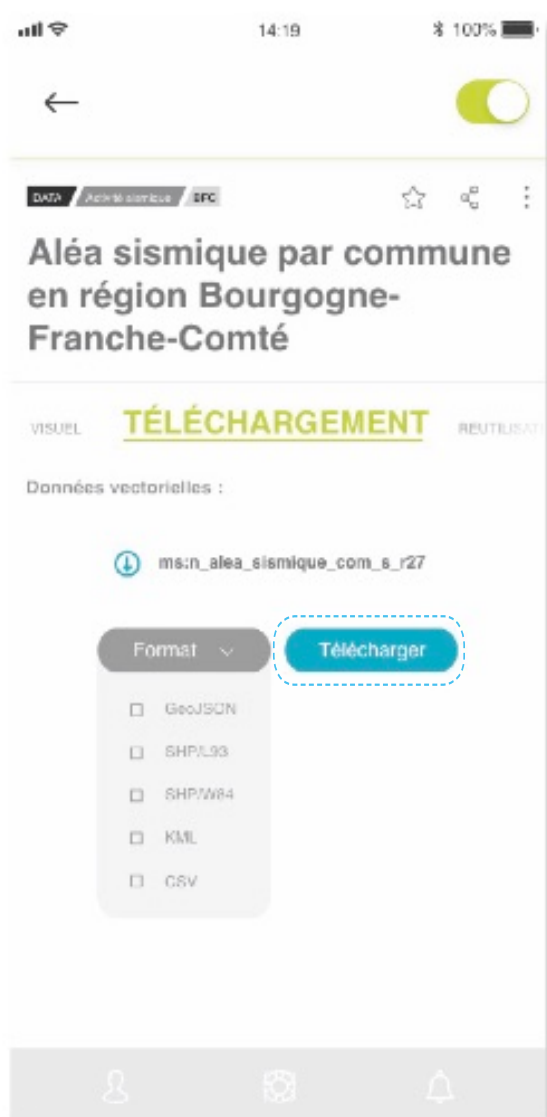 14:19
100%
DATA Activité sismique BFC
Aléa sismique par commune
en région Bourgogne-
Franche-Comté
VISUEL TÉLÉCHARGEMENT REUTILISATI
Données vectorielles :
ms:n_alea_sismique_com_s_r27
Format Télécharger
GeoJSON
SHP/L93
SHP/W84
KML
CSV